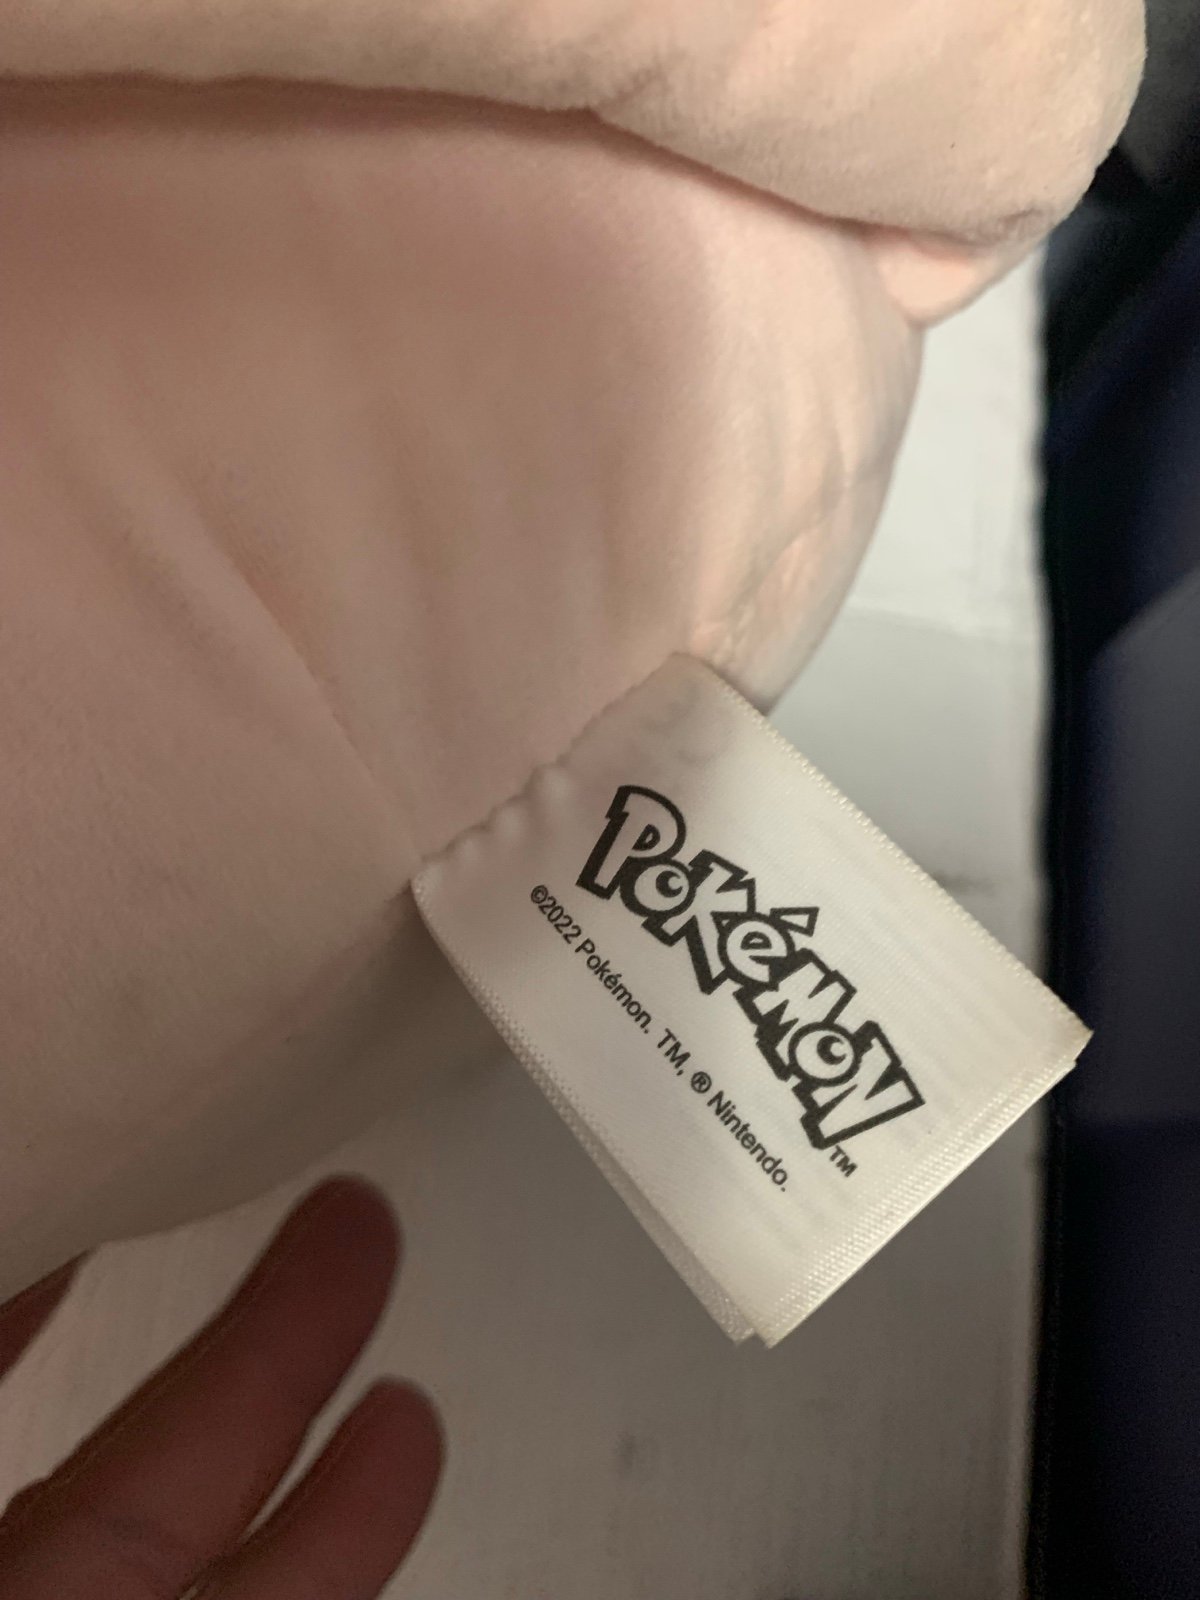 POKéMON™
©2022 Pokémon. TM, ® Nintendo.